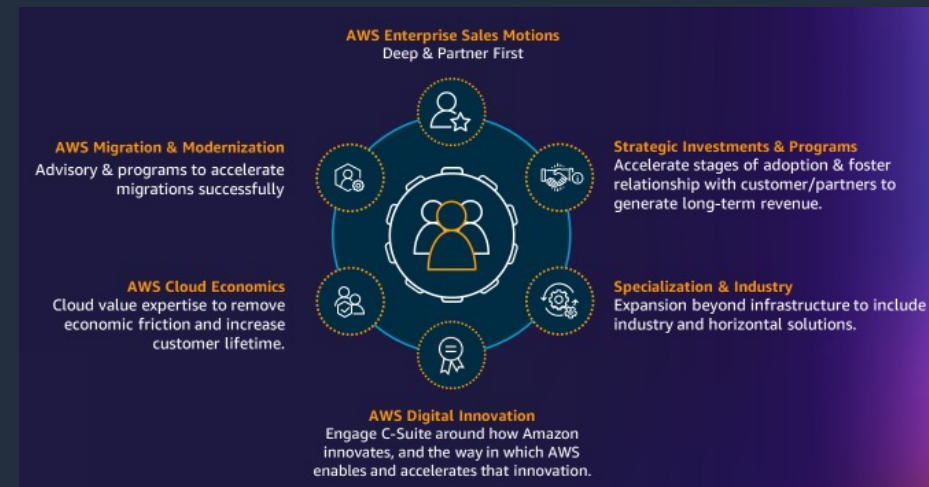 AWS Enterprise Sales Motions
Deep & Partner First
AWS Migration & Modernization
Advisory & programs to accelerate
migrations successfully
Strategic Investments & Programs
Accelerate stages of adoption & foster
relationship with customer/partners to
generate long-term revenue.
AWS Cloud Economics
Cloud value expertise to remove
economic friction and increase
customer lifetime.
Specialization & Industry
Expansion beyond infrastructure to include
industry and horizontal solutions.
AWS Digital Innovation
Engage C-Suite around how Amazon
innovates, and the way in which AWS
enables and accelerates that innovation.